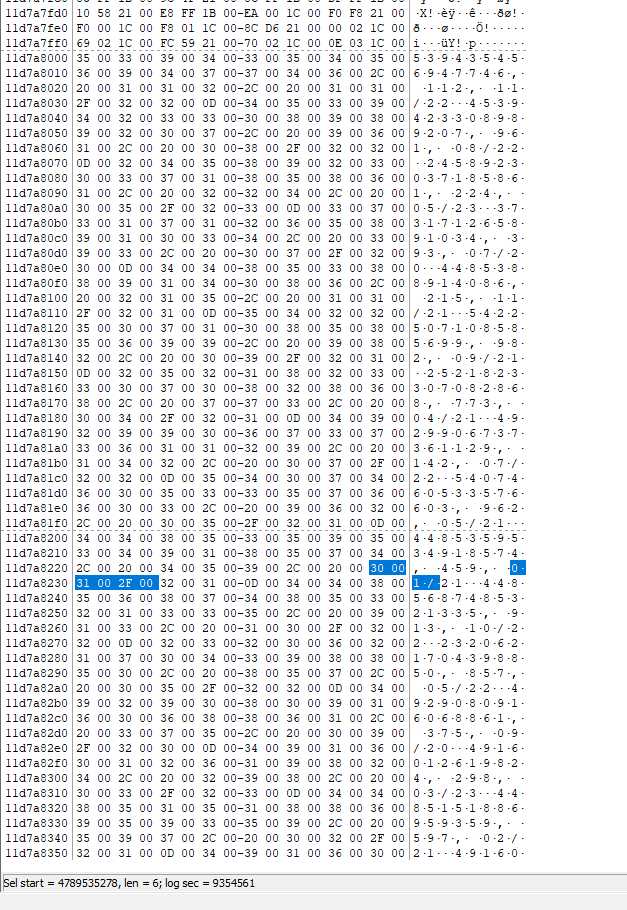 11d7a7fd0 10 58 21 00 E8 FF 1B 00-EA 00 1C 00 F0 F8 21 00 ·X!·èÿ··ê···ðø!·
11d7a7fe0 F0 00 1C 00 F8 01 1C 00-8C D6 21 00 00 02 1C 00 ð···ø····Ö!·····
11d7a7ff0 69 02 1C 00 FC 59 21 00-70 02 1C 00 0E 03 1C 00 i···üY!·p·······
11d7a8000 35 00 33 00 39 00 34 00-33 00 35 00 34 00 35 00 5·3·9·4·3·5·4·5·
11d7a8010 36 00 39 00 34 00 37 00-37 00 34 00 36 00 2C 00 6·9·4·7·7·4·6·,·
11d7a8020 20 00 31 00 31 00 32 00-2C 00 20 00 31 00 31 00  ·1·1·2·,· ·1·1·
11d7a8030 2F 00 32 00 32 00 0D 00-34 00 35 00 33 00 39 00 /·2·2···4·5·3·9·
11d7a8040 34 00 32 00 33 00 33 00-30 00 38 00 39 00 38 00 4·2·3·3·0·8·9·8·
11d7a8050 39 00 32 00 30 00 37 00-2C 00 20 00 39 00 36 00 9·2·0·7·,· ·9·6·
11d7a8060 31 00 2C 00 20 00 30 00-38 00 2F 00 32 00 32 00 1·,· ·0·8·/·2·2·
11d7a8070 0D 00 32 00 34 00 35 00-38 00 39 00 32 00 33 00 ··2·4·5·8·9·2·3·
11d7a8080 30 00 33 00 37 00 31 00-38 00 35 00 38 00 36 00 0·3·7·1·8·5·8·6·
11d7a8090 31 00 2C 00 20 00 32 00-32 00 34 00 2C 00 20 00 1·,· ·2·2·4·,· ·
11d7a80a0 30 00 35 00 2F 00 32 00-33 00 0D 00 33 00 37 00 0·5·/·2·3···3·7·
11d7a80b0 33 00 31 00 37 00 31 00-32 00 36 00 35 00 38 00 3·1·7·1·2·6·5·8·
11d7a80c0 39 00 31 00 30 00 33 00-34 00 2C 00 20 00 33 00 9·1·0·3·4·,· ·3·
11d7a80d0 39 00 33 00 2C 00 20 00-30 00 37 00 2F 00 32 00 9·3·,· ·0·7·/·2·
11d7a80e0 30 00 0D 00 34 00 34 00-38 00 35 00 33 00 38 00 0···4·4·8·5·3·8·
11d7a80f0 38 00 39 00 31 00 34 00-30 00 38 00 36 00 2C 00 8·9·1·4·0·8·6·,·
11d7a8100 20 00 32 00 31 00 35 00-2C 00 20 00 31 00 31 00  ·2·1·5·,· ·1·1·
11d7a8110 2F 00 32 00 31 00 0D 00-35 00 34 00 32 00 32 00 /·2·1···5·4·2·2·
11d7a8120 35 00 30 00 37 00 31 00-30 00 38 00 35 00 38 00 5·0·7·1·0·8·5·8·
11d7a8130 35 00 36 00 39 00 39 00-2C 00 20 00 39 00 38 00 5·6·9·9·,· ·9·8·
11d7a8140 32 00 2C 00 20 00 30 00-39 00 2F 00 32 00 31 00 2·,· ·0·9·/·2·1·
11d7a8150 0D 00 32 00 35 00 32 00-31 00 38 00 32 00 33 00 ··2·5·2·1·8·2·3·
11d7a8160 33 00 30 00 37 00 30 00-38 00 32 00 38 00 36 00 3·0·7·0·8·2·8·6·
11d7a8170 38 00 2C 00 20 00 37 00-37 00 33 00 2C 00 20 00 8·,· ·7·7·3·,· ·
11d7a8180 30 00 34 00 2F 00 32 00-31 00 0D 00 34 00 39 00 0·4·/·2·1···4·9·
11d7a8190 32 00 39 00 39 00 30 00-36 00 37 00 33 00 37 00 2·9·9·0·6·7·3·7·
11d7a81a0 33 00 36 00 31 00 31 00-32 00 39 00 2C 00 20 00 3·6·1·1·2·9·,· ·
11d7a81b0 31 00 34 00 32 00 2C 00-20 00 30 00 37 00 2F 00 1·4·2·,· ·0·7·/·
11d7a81c0 32 00 32 00 0D 00 35 00-34 00 30 00 37 00 34 00 2·2···5·4·0·7·4·
11d7a81d0 36 00 30 00 35 00 33 00-33 00 35 00 37 00 36 00 6·0·5·3·3·5·7·6·
11d7a81e0 36 00 30 00 33 00 2C 00-20 00 39 00 36 00 32 00 6·0·3·,· ·9·6·2·
11d7a81f0 2C 00 20 00 30 00 35 00-2F 00 32 00 31 00 0D 00 ,· ·0·5·/·2·1···
11d7a8200 34 00 34 00 38 00 35 00-33 00 35 00 39 00 35 00 4·4·8·5·3·5·9·5·
11d7a8210 33 00 34 00 39 00 31 00-38 00 35 00 37 00 34 00 3·4·9·1·8·5·7·4·
11d7a8220 2C 00 20 00 34 00 35 00-39 00 2C 00 20 00 30 00 ,· ·4·5·9·,· ·0·
11d7a8230 31 00 2F 00 32 00 31 00-0D 00 34 00 34 00 38 00 1·/·2·1···4·4·8·
11d7a8240 35 00 36 00 38 00 37 00-34 00 38 00 35 00 33 00 5·6·8·7·4·8·5·3·
11d7a8250 32 00 31 00 33 00 33 00-35 00 2C 00 20 00 39 00 2·1·3·3·5·,· ·9·
11d7a8260 31 00 33 00 2C 00 20 00-31 00 30 00 2F 00 32 00 1·3·,· ·1·0·/·2·
11d7a8270 32 00 0D 00 32 00 33 00-32 00 30 00 36 00 32 00 2···2·3·2·0·6·2·
11d7a8280 31 00 37 00 30 00 34 00-33 00 39 00 38 00 38 00 1·7·0·4·3·9·8·8·
11d7a8290 35 00 30 00 2C 00 20 00-38 00 35 00 37 00 2C 00 5·0·,· ·8·5·7·,·
11d7a82a0 20 00 30 00 35 00 2F 00-32 00 32 00 0D 00 34 00  ·0·5·/·2·2···4·
11d7a82b0 39 00 32 00 39 00 30 00-38 00 30 00 39 00 31 00 9·2·9·0·8·0·9·1·
11d7a82c0 36 00 30 00 36 00 38 00-38 00 36 00 31 00 2C 00 6·0·6·8·8·6·1·,·
11d7a82d0 20 00 33 00 37 00 35 00-2C 00 20 00 30 00 39 00  ·3·7·5·,· ·0·9·
11d7a82e0 2F 00 32 00 30 00 0D 00-34 00 39 00 31 00 36 00 /·2·0···4·9·1·6·
11d7a82f0 30 00 31 00 32 00 36 00-31 00 39 00 38 00 32 00 0·1·2·6·1·9·8·2·
11d7a8300 34 00 2C 00 20 00 32 00-39 00 38 00 2C 00 20 00 4·,· ·2·9·8·,· ·
11d7a8310 30 00 33 00 2F 00 32 00-33 00 0D 00 34 00 34 00 0·3·/·2·3···4·4·
11d7a8320 38 00 35 00 31 00 35 00-31 00 38 00 38 00 36 00 8·5·1·5·1·8·8·6·
11d7a8330 39 00 35 00 39 00 33 00-35 00 39 00 2C 00 20 00 9·5·9·3·5·9·,· ·
11d7a8340 35 00 39 00 37 00 2C 00-20 00 30 00 32 00 2F 00 5·9·7·,· ·0·2·/·
11d7a8350 32 00 31 00 0D 00 34 00-39 00 31 00 36 00 30 00 2·1···4·9·1·6·0·
Sel start = 4789535278, len = 6; log sec = 9354561